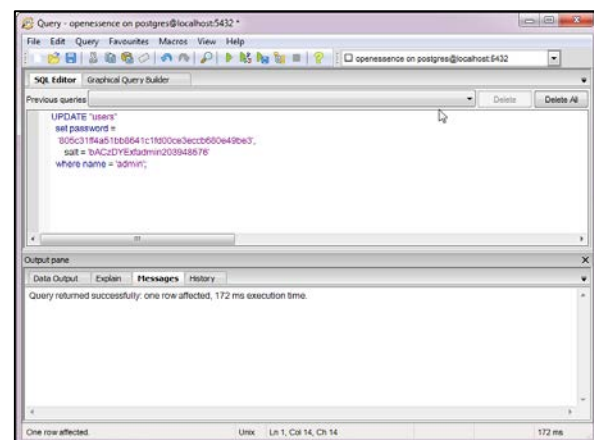 Query - openessence on postgres@localhost:5432 *
File Edit Query Favourites Macros View Help
openessence on postgres@localhost:5432
SQL Editor Graphical Query Builder
Previous queries Delete Delete All
UPDATE "users"
set password =
'805c31ff4a51bb8641c1fd00ce3eccb680e49be3',
salt = 'bACzDYExfadmin203948576'
where name = 'admin';
Output pane
Data Output Explain Messages History
Query returned successfully: one row affected, 172 ms execution time.
One row affected. Unix Ln 1, Col 14, Ch 14 172 ms